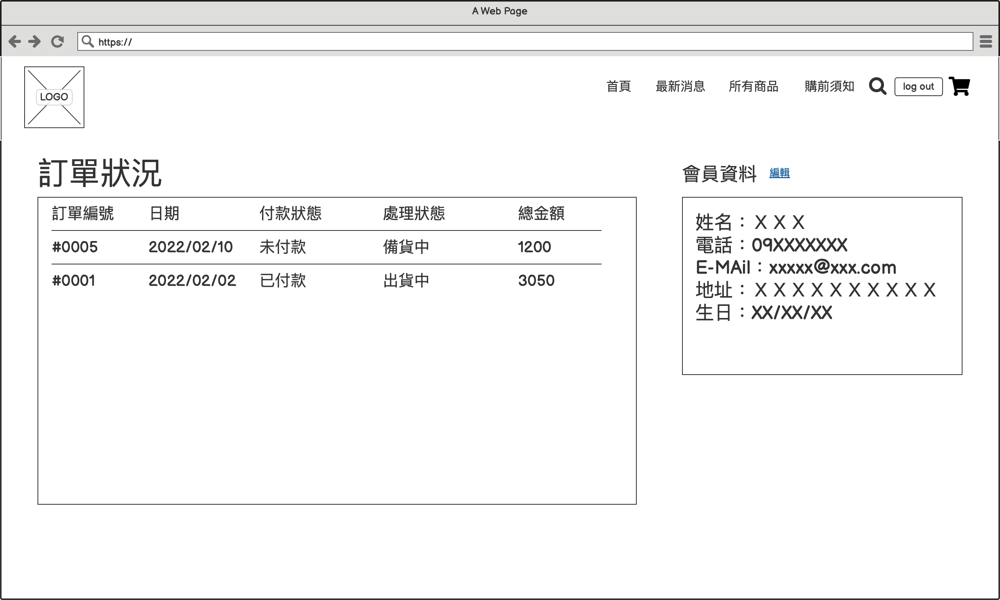 A Web Page
https://
LOGO
首頁 最新消息 所有商品 購前須知 log out
訂單狀況
訂單編號 日期 付款狀態 處理狀態 總金額
#0005 2022/02/10 未付款 備貨中 1200
#0001 2022/02/02 已付款 出貨中 3050
會員資料 編輯
姓名：ＸＸＸ
電話：09XXXXXXX
E-MAil：xxxxx@xxx.com
地址：ＸＸＸＸＸＸＸＸＸＸ
生日：XX/XX/XX